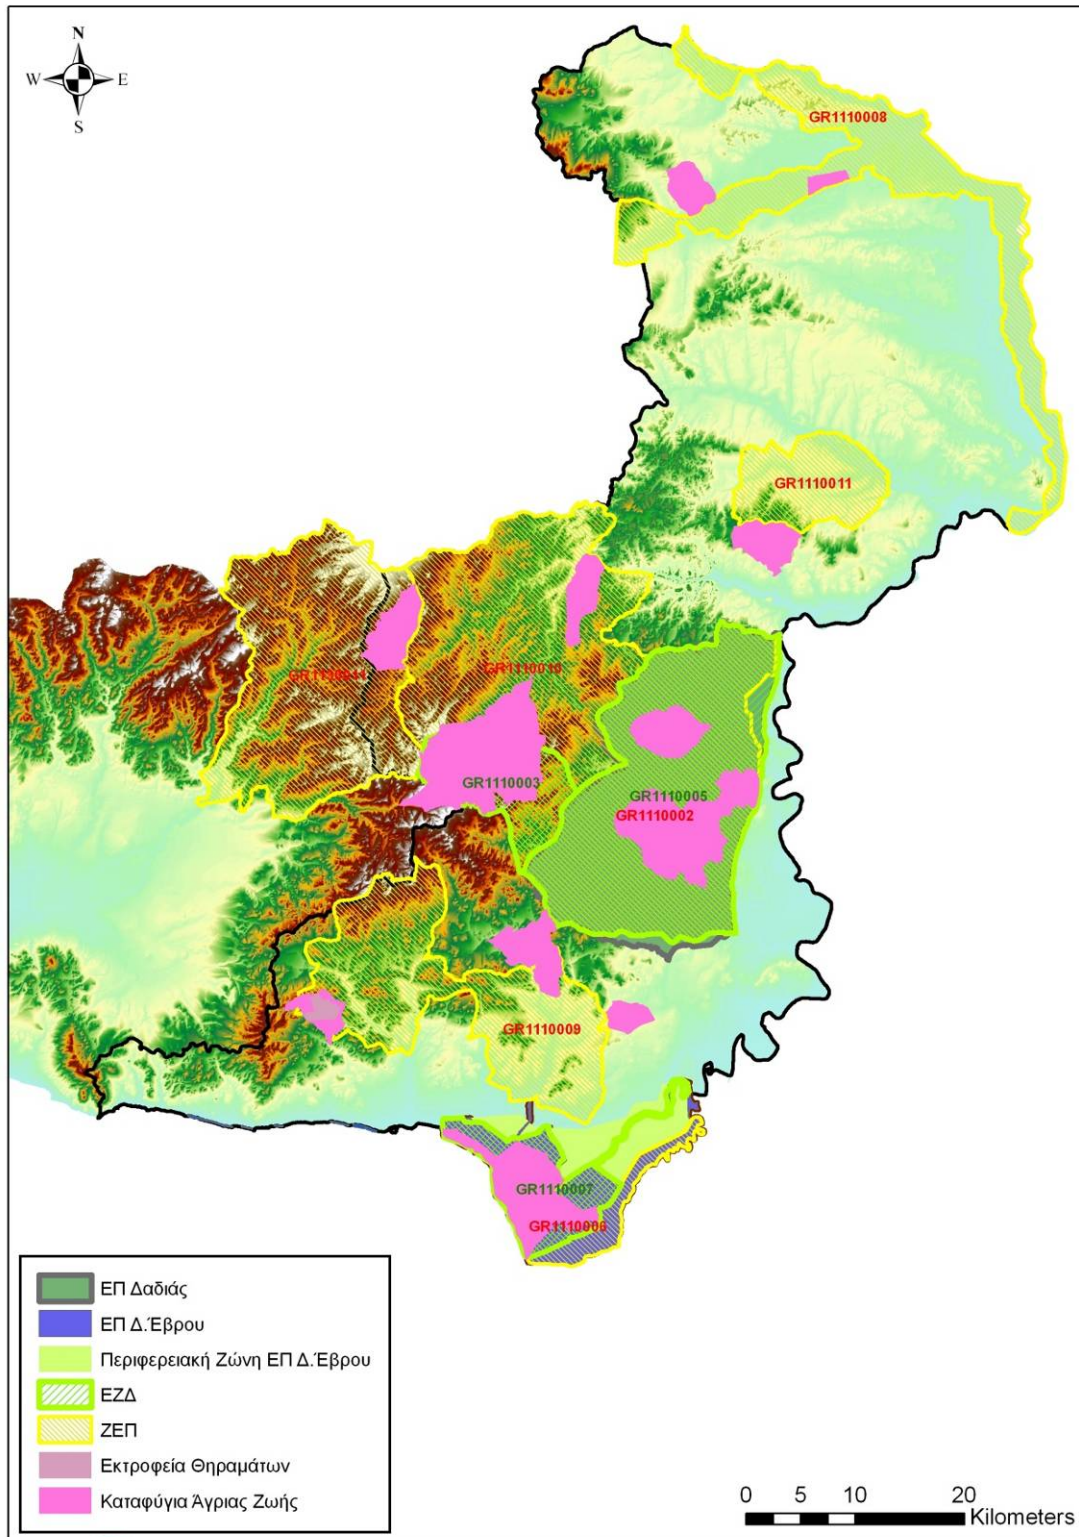 N
W E
S
GR1110008
GR1110011
GR1110010
GR1110003
GR1110005
GR1110002
GR1110009
GR1110007
GR1110006
ΕΠ Δαδιάς
ΕΠ Δ.Έβρου
Περιφερειακή Ζώνη ΕΠ Δ.Έβρου
ΕΖΔ
ΖΕΠ
Εκτροφεία Θηραμάτων
Καταφύγια Άγριας Ζωής
0 5 10 20
Kilometers